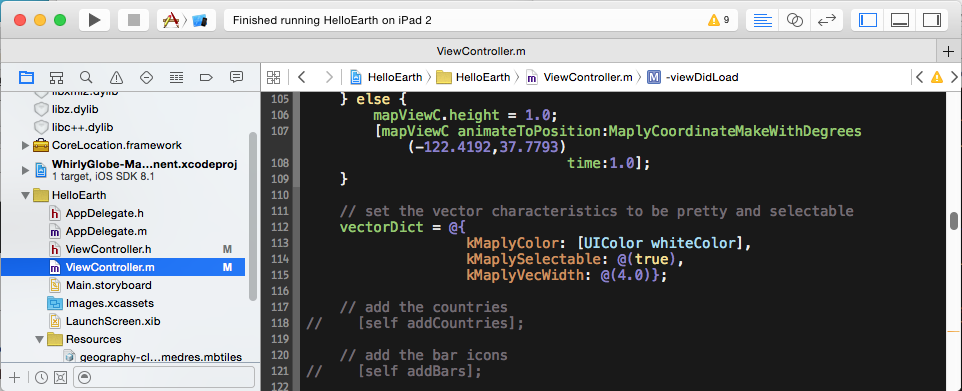 Finished running HelloEarth on iPad 2
9
ViewController.m
HelloEarth HelloEarth ViewController.m M -viewDidLoad
libz.dylib
libc++.dylib
CoreLocation.framework
WhirlyGlobe-Ma...nent.xcodeproj
1 target, iOS SDK 8.1
HelloEarth
h AppDelegate.h
m AppDelegate.m
h ViewController.h M
m ViewController.m M
Main.storyboard
Images.xcassets
LaunchScreen.xib
Resources
geography-cl...medres.mbtiles
105 } else {
106 mapViewC.height = 1.0;
107 [mapViewC animateToPosition:MaplyCoordinateMakeWithDegrees
(-122.4192,37.7793)
108 time:1.0];
109 }
110
111 // set the vector characteristics to be pretty and selectable
112 vectorDict = @{
113 kMaplyColor: [UIColor whiteColor],
114 kMaplySelectable: @(true),
115 kMaplyVecWidth: @(4.0)};
116
117 // add the countries
118 // [self addCountries];
119
120 // add the bar icons
121 // [self addBars];
122